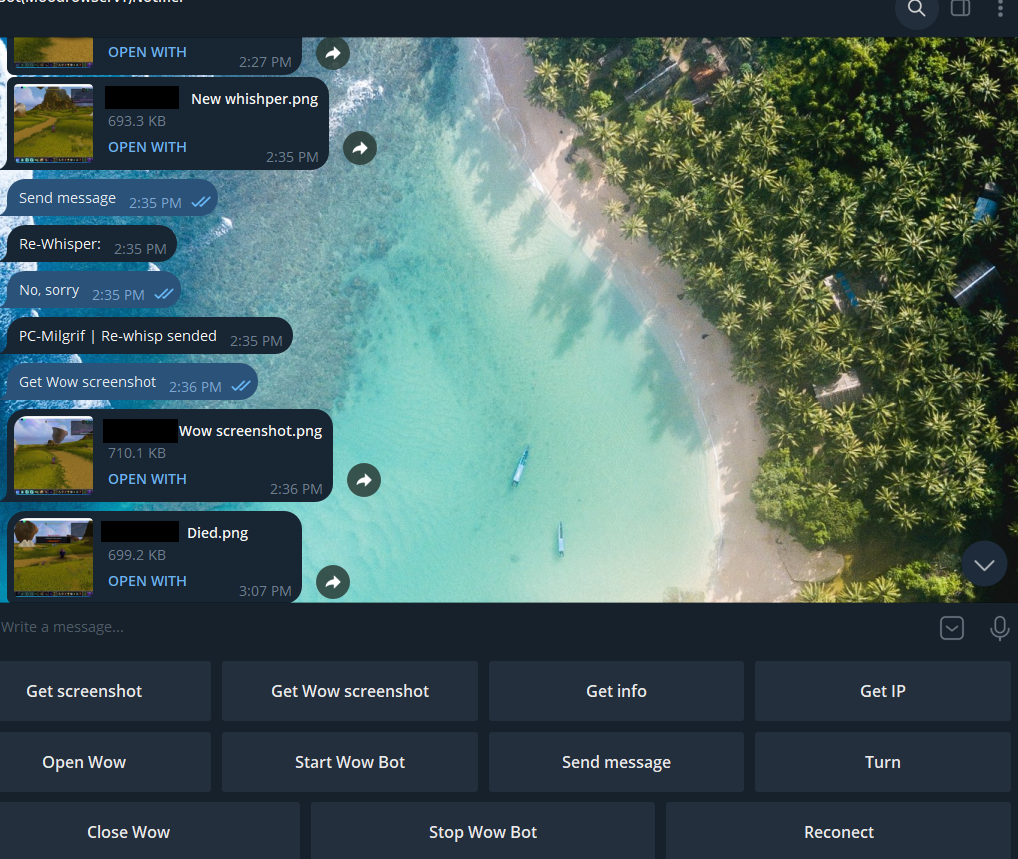 OPEN WITH
2:27 PM
New whishper.png
693.3 KB
OPEN WITH
2:35 PM
Send message 2:35 PM
Re-Whisper: 2:35 PM
No, sorry 2:35 PM
PC-Milgrif | Re-whisp sended 2:35 PM
Get Wow screenshot 2:36 PM
Wow screenshot.png
710.1 KB
OPEN WITH
2:36 PM
Died.png
699.2 KB
OPEN WITH
3:07 PM
Write a message...
Get screenshot Get Wow screenshot Get info Get IP
Open Wow Start Wow Bot Send message Turn
Close Wow Stop Wow Bot Reconect